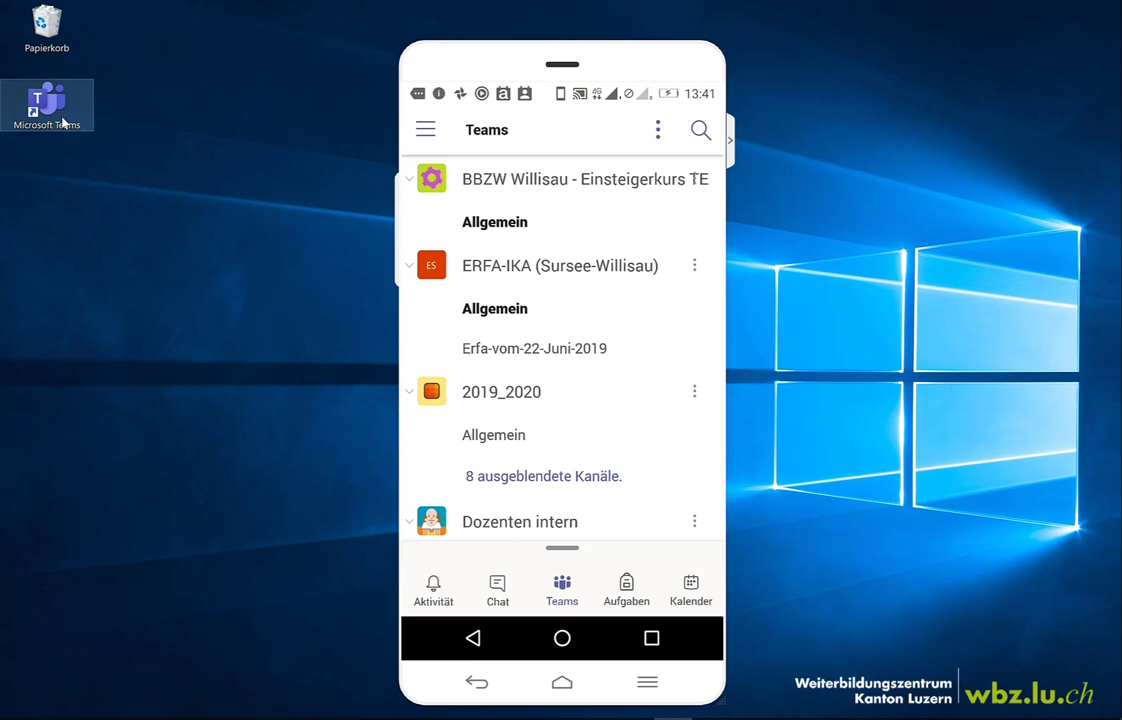 Papierkorb
Microsoft Teams
13:41
Teams
BBZW Willisau - Einsteigerkurs TE
Allgemein
ES
ERFA-IKA (Sursee-Willisau)
Allgemein
Erfa-vom-22-Juni-2019
2019_2020
Allgemein
8 ausgeblendete Kanäle.
Dozenten intern
Aktivität
Chat
Teams
Aufgaben
Kalender
Weiterbildungszentrum
Kanton Luzern
wbz.lu.ch